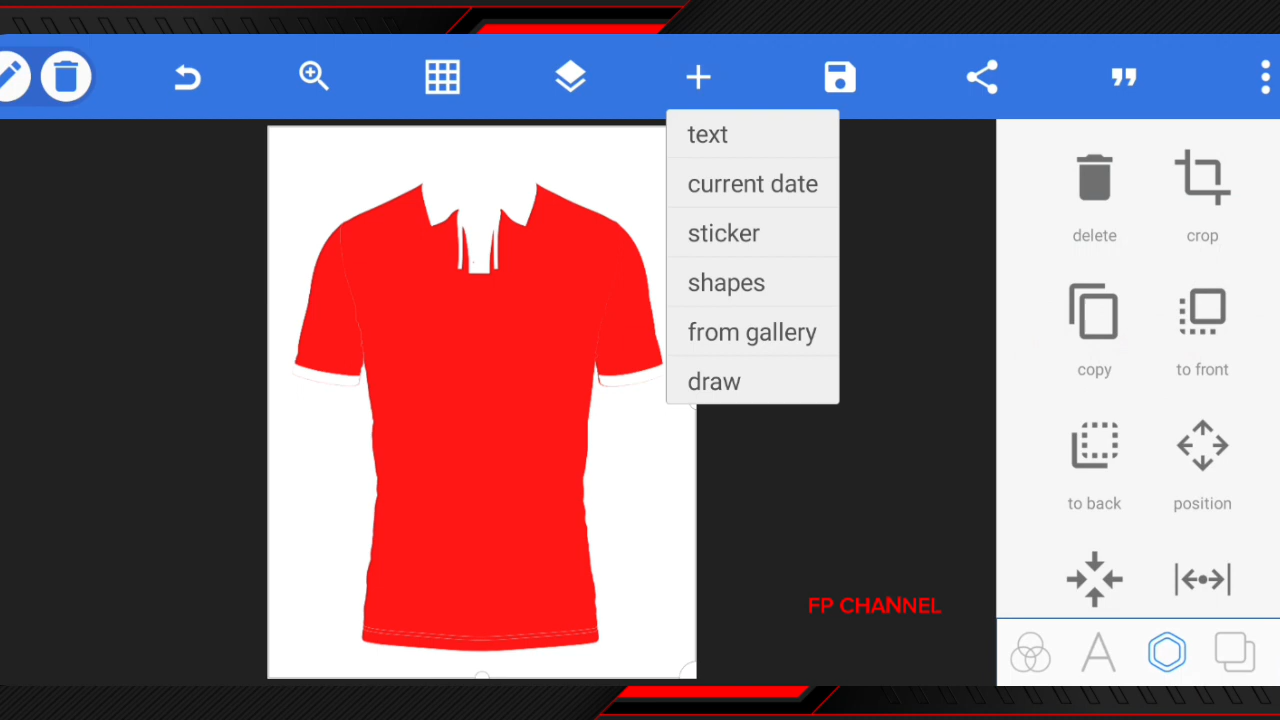 text
current date
sticker
shapes
from gallery
draw
delete
crop
copy
to front
to back
position
FP CHANNEL